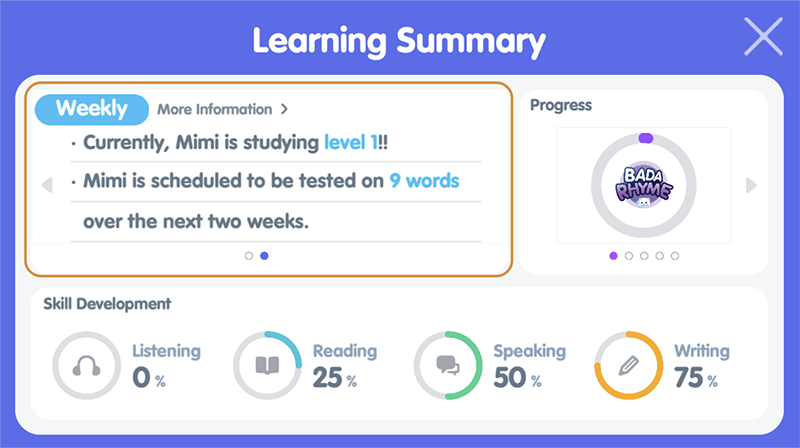 Learning Summary
Weekly
More Information >
· Currently, Mimi is studying level 1!!
· Mimi is scheduled to be tested on 9 words
over the next two weeks.
Progress
BADA
RHYME
Skill Development
Listening
0 %
Reading
25 %
Speaking
50 %
Writing
75 %